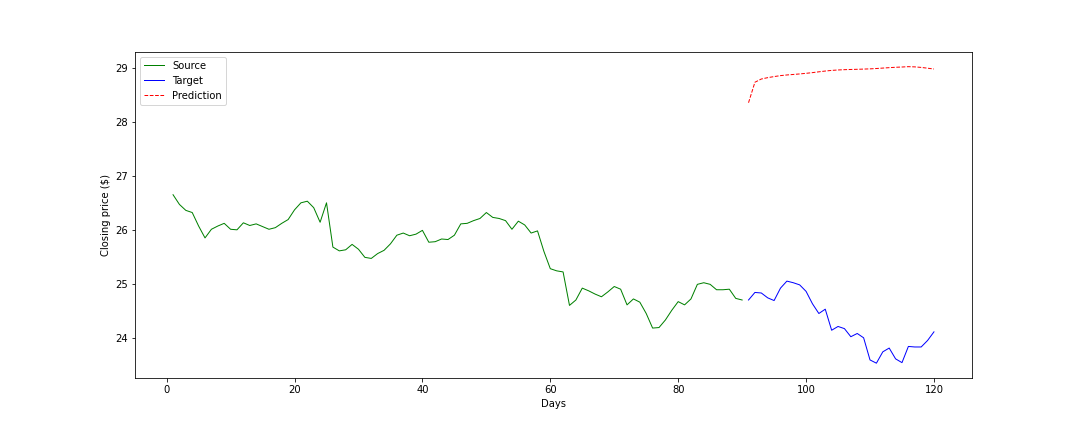 Source
Target
Prediction
29
28
27
26
25
24
Closing price ($)
0 20 40 60 80 100 120
Days